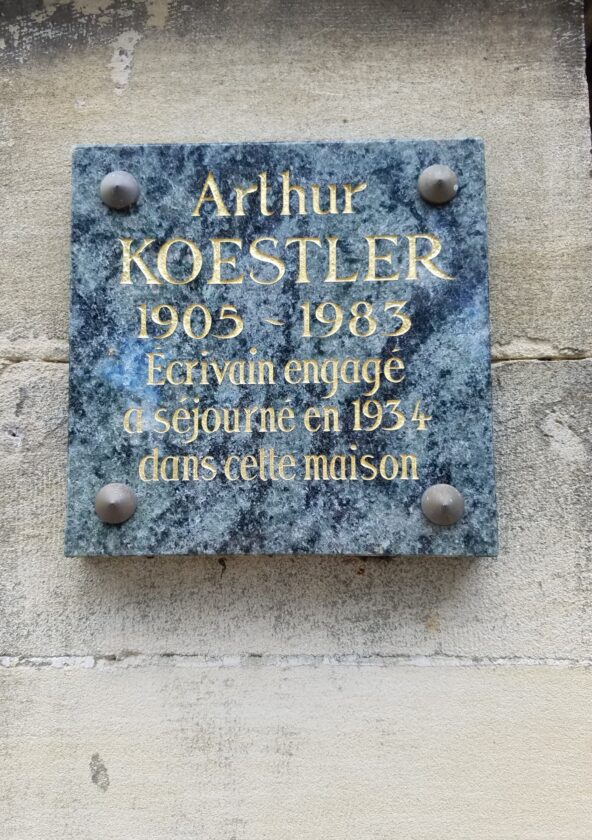 Arthur
KOESTLER
1905 - 1983
Ecrivain engagé
a séjourné en 1934
dans cette maison